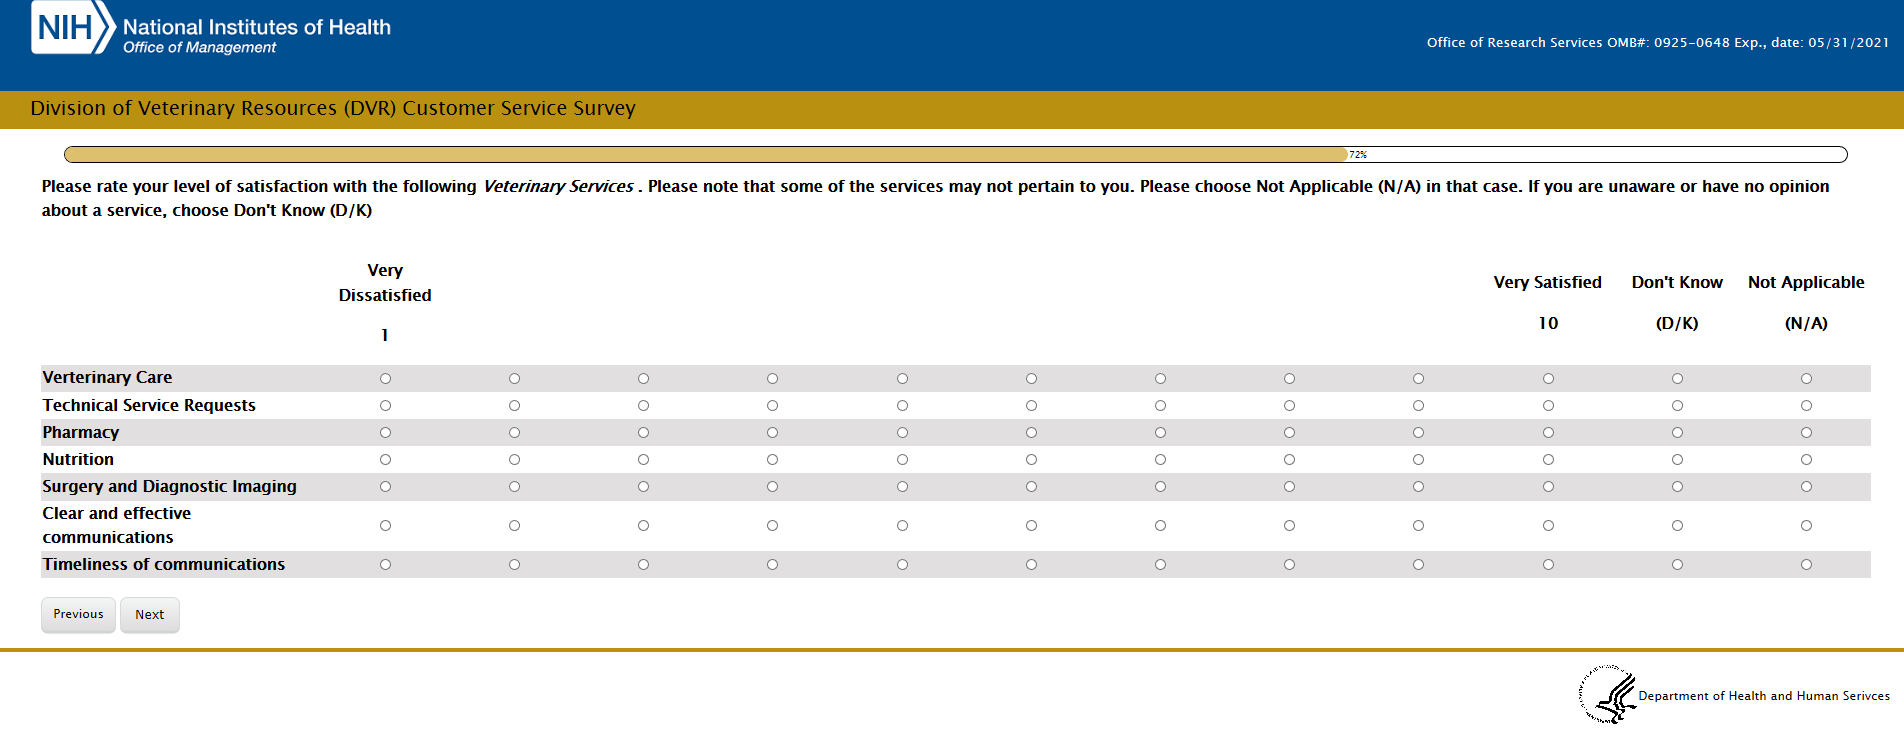 NIH National Institutes of Health
Office of Management
Office of Research Services OMB#: 0925-0648 Exp., date: 05/31/2021
Division of Veterinary Resources (DVR) Customer Service Survey
72%
Please rate your level of satisfaction with the following Veterinary Services . Please note that some of the services may not pertain to you. Please choose Not Applicable (N/A) in that case. If you are unaware or have no opinion
about a service, choose Don't Know (D/K)
Very
Dissatisfied
1
Very Satisfied
10
Don't Know
(D/K)
Not Applicable
(N/A)
Verterinary Care
Technical Service Requests
Pharmacy
Nutrition
Surgery and Diagnostic Imaging
Clear and effective
communications
Timeliness of communications
Previous
Next
Department of Health and Human Serivces